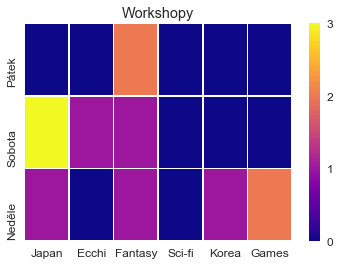 Workshopy
Pátek
Sobota
Neděle
Japan Ecchi Fantasy Sci-fi Korea Games
3
2
1
0